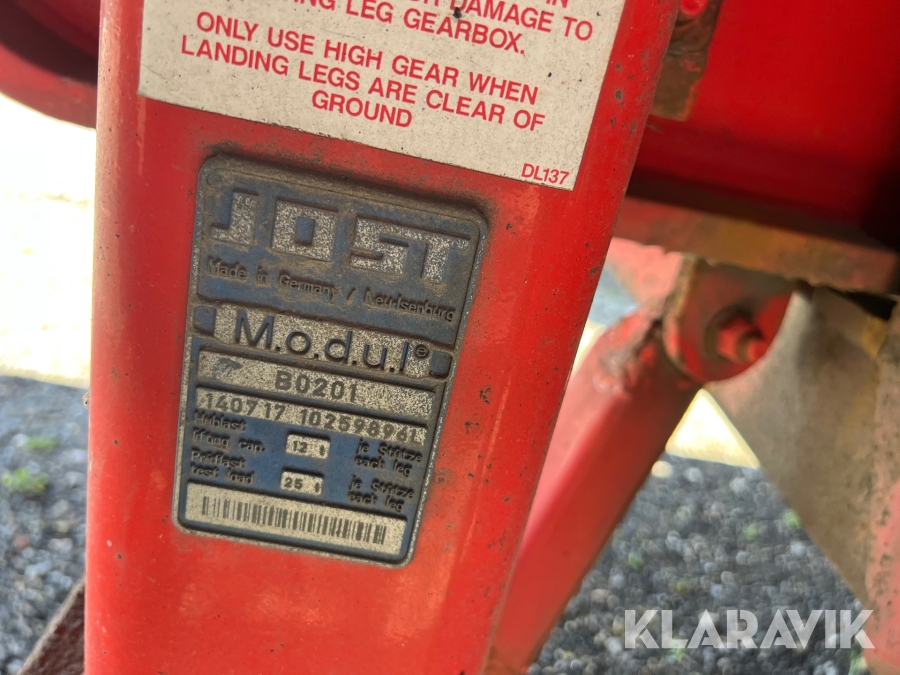 IN
DAMAGE TO
LEG GEARBOX.
ONLY USE HIGH GEAR WHEN
LANDING LEGS ARE CLEAR OF
GROUND
DL137
JOST
Made in Germany / Neu-Isenburg
M.o.d.u.l®
B0201
140717 102598961
Hublast je Stütze
lifting cap. 12 t each leg
Prüflast je Stütze
test load 25 t each leg
KLARAVIK